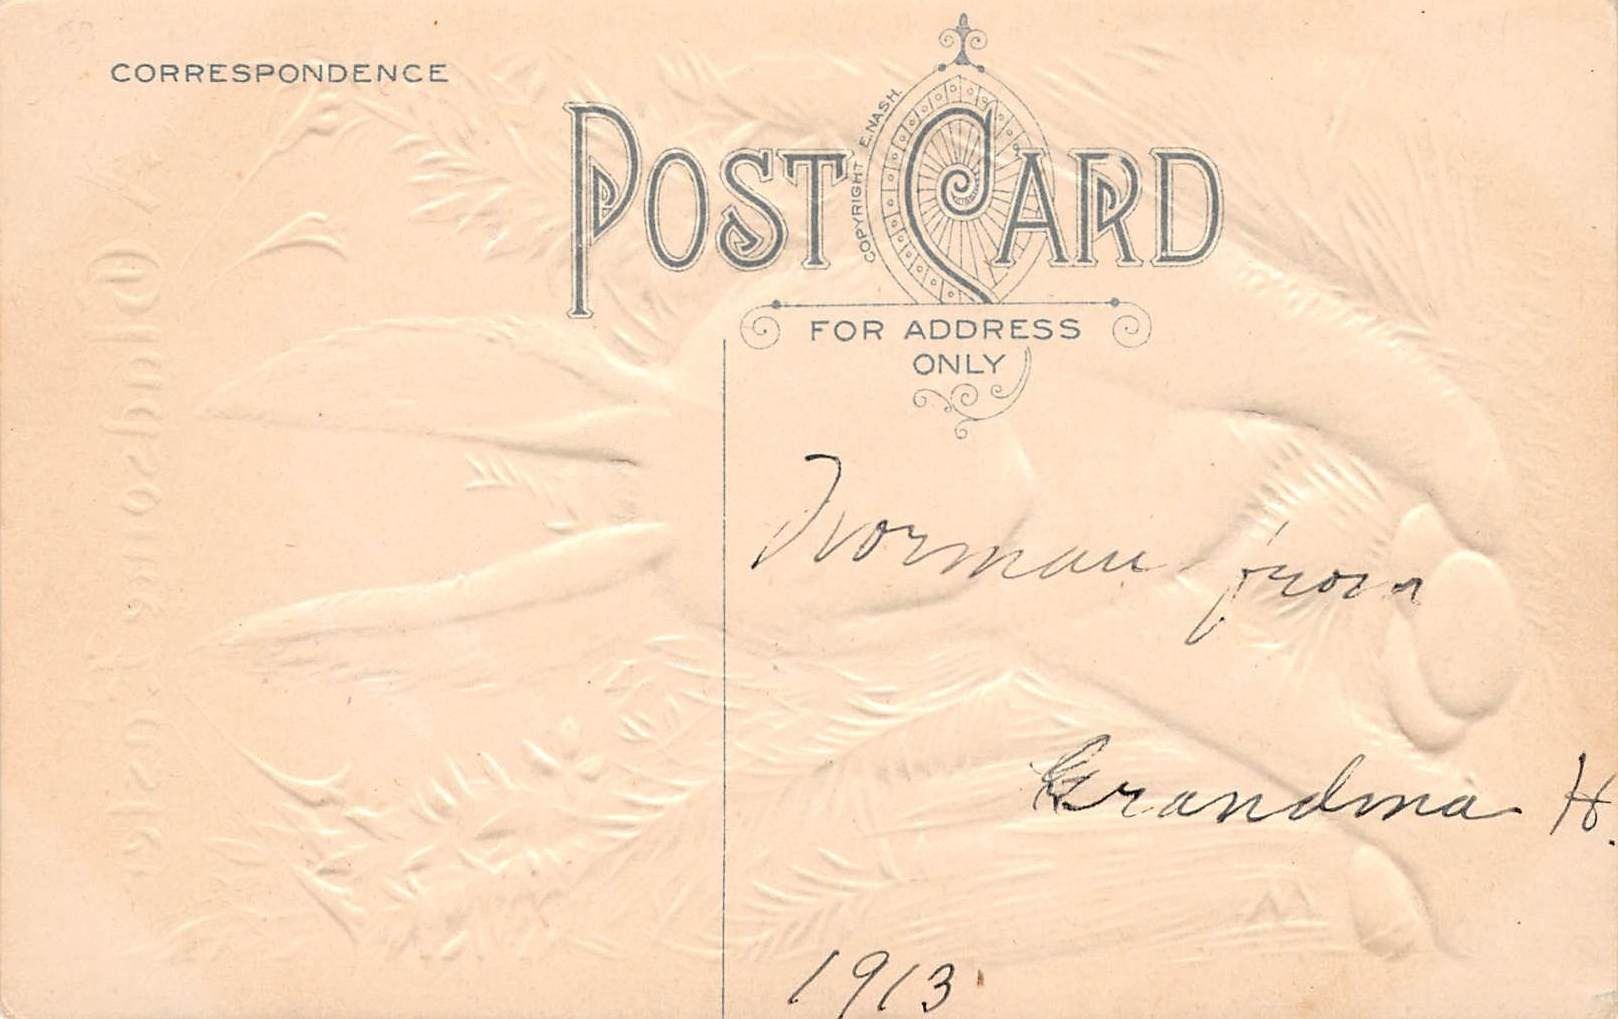 CORRESPONDENCE
POST CARD
COPYRIGHT E. NASH.
FOR ADDRESS
ONLY
Norman from
Grandma H.
1913